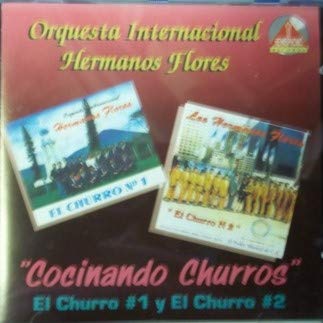 Orquesta Internacional
Hermanos Flores
Hermanos Flores
EL CHURRO Nº 1
Los Hermanos Flores
"El Churro # 2"
"Cocinando Churros"
El Churro #1 y El Churro #2